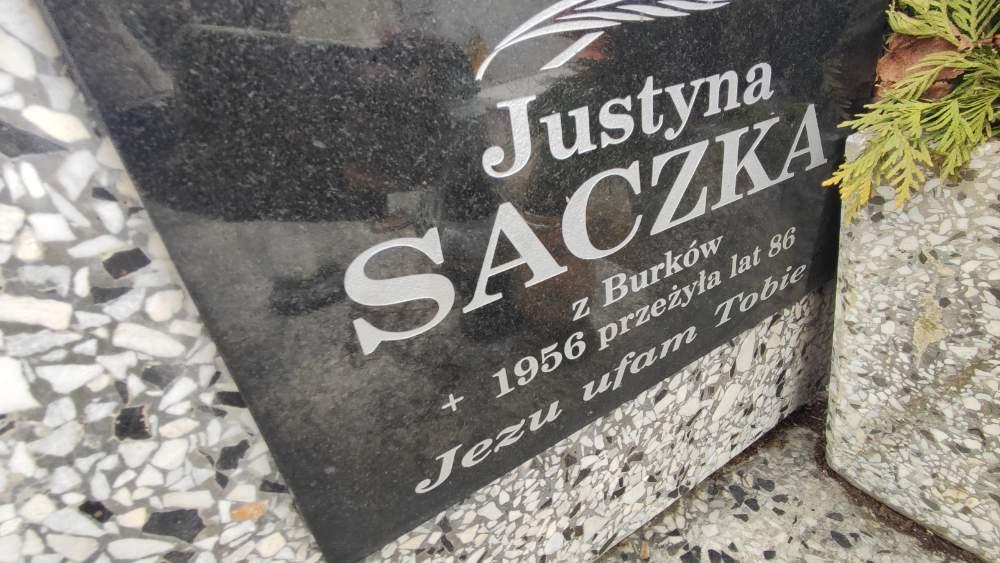 Justyna
SACZKA
z Burków
+ 1956 przeżyła lat 86
Jezu ufam Tobie